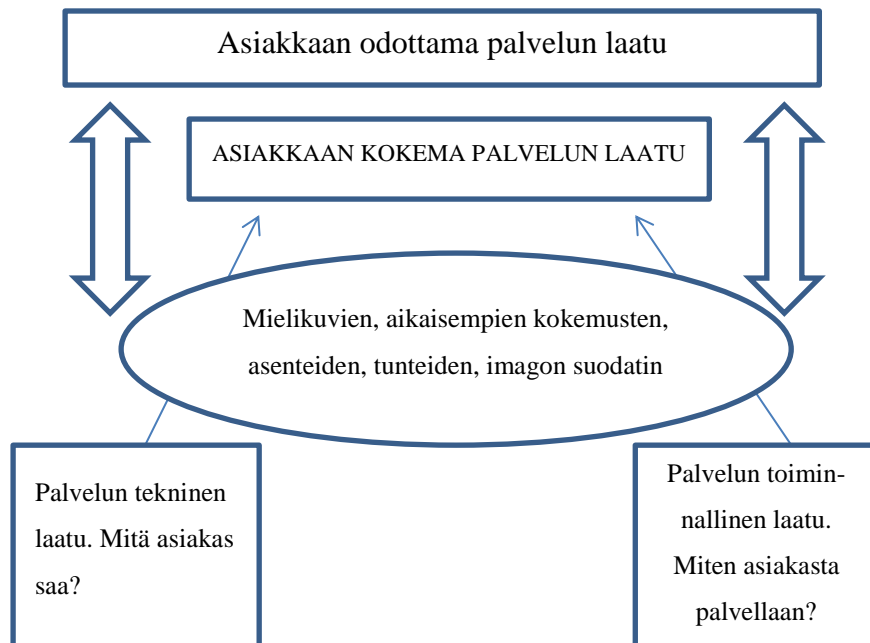 Asiakkaan odottama palvelun laatu
ASIAKKAAN KOKEMA PALVELUN LAATU
Mielikuvien, aikaisempien kokemusten,
asenteiden, tunteiden, imagon suodatin
Palvelun tekninen
laatu. Mitä asiakas
saa?
Palvelun toimin-
nallinen laatu.
Miten asiakasta
palvellaan?